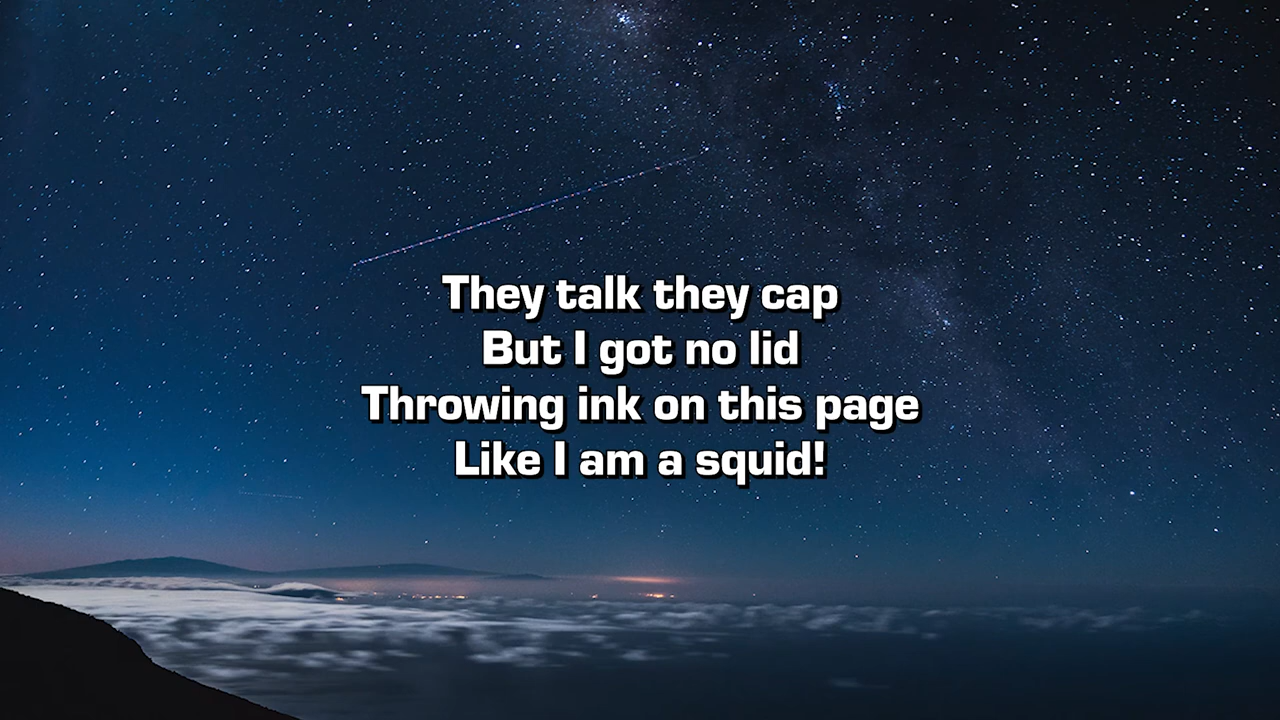 They talk they cap
But I got no lid
Throwing ink on this page
Like I am a squid!